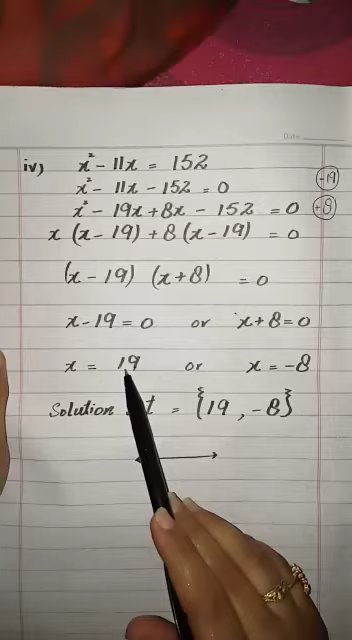 Date
iv) x² - 11x = 152
x² - 11x - 152 = 0
-19
x² - 19x + 8x - 152 = 0
+8
x (x - 19) + 8 (x - 19) = 0
(x - 19) (x + 8) = 0
x - 19 = 0 or x + 8 = 0
x = 19 or x = -8
Solution = {19, -8}